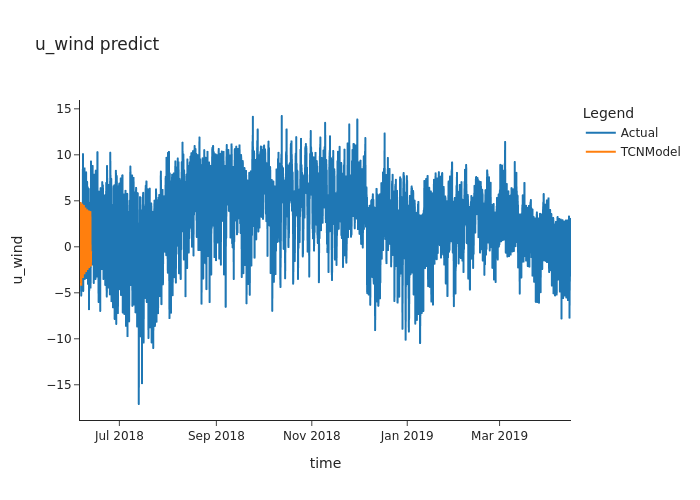 u_wind predict
Legend
Actual
TCNModel
15
10
5
0
−5
−10
−15
u_wind
Jul 2018
Sep 2018
Nov 2018
Jan 2019
Mar 2019
time